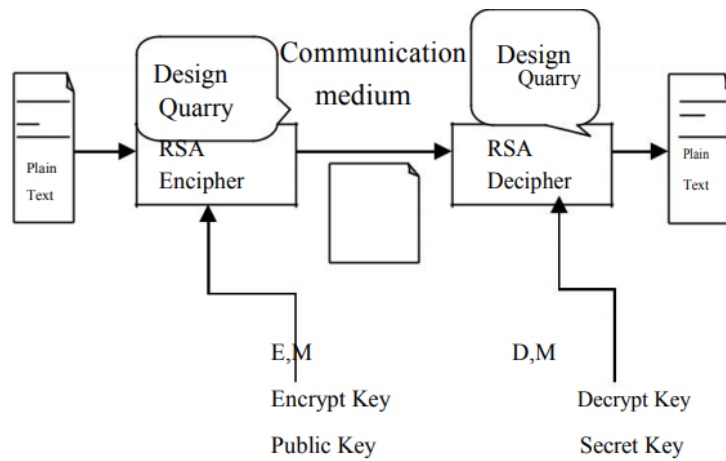 Communication
medium
Design
Quarry
Design
Quarry
Plain
Text
RSA
Encipher
RSA
Decipher
Plain
Text
E,M
Encrypt Key
Public Key
D,M
Decrypt Key
Secret Key